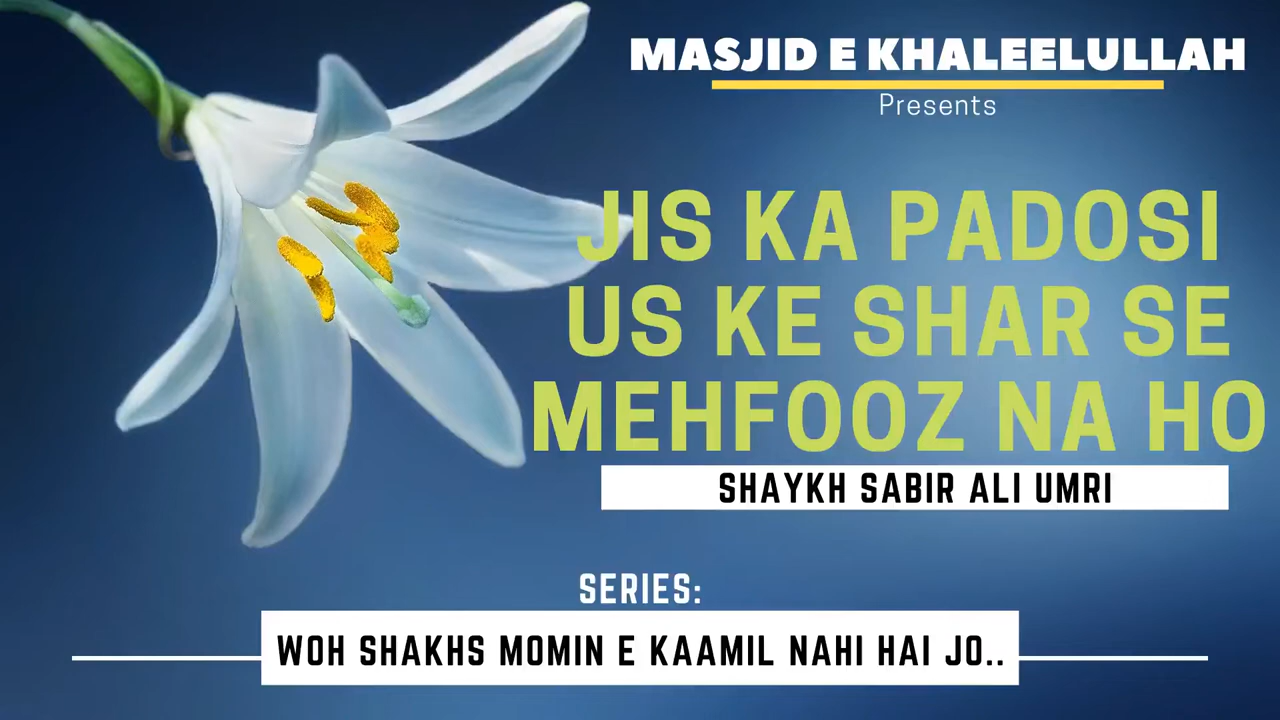 MASJID E KHALEELULLAH
Presents
JIS KA PADOSI
US KE SHAR SE
MEHFOOZ NA HO
SHAYKH SABIR ALI UMRI
SERIES:
WOH SHAKHS MOMIN E KAAMIL NAHI HAI JO..